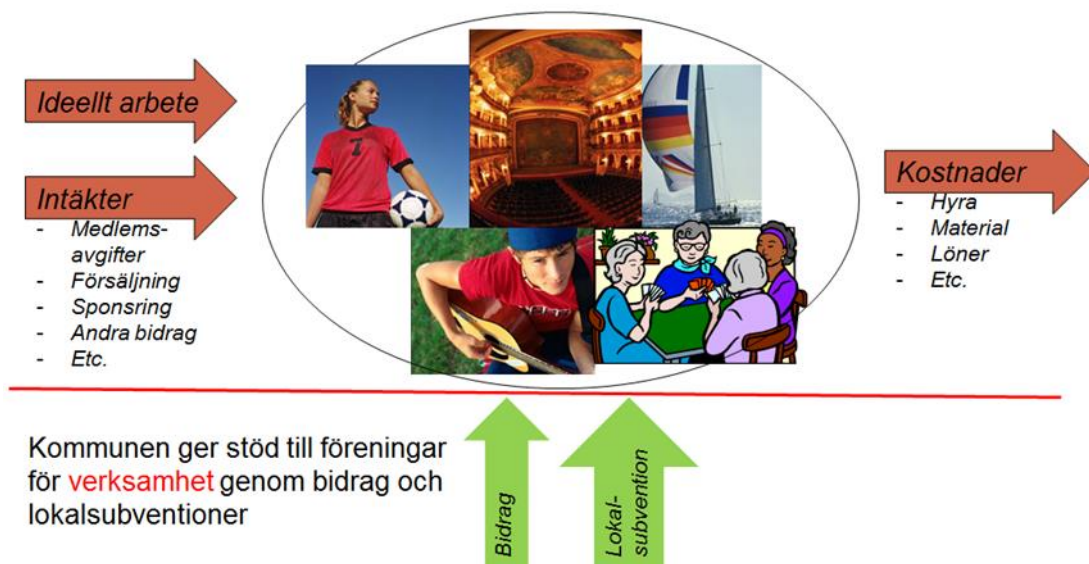 Ideellt arbete
Intäkter
- Medlems-
avgifter
- Försäljning
- Sponsring
- Andra bidrag
- Etc.
7
Kostnader
- Hyra
- Material
- Löner
- Etc.
Kommunen ger stöd till föreningar
för verksamhet genom bidrag och
lokalsubventioner
Bidrag
Lokal-
subvention